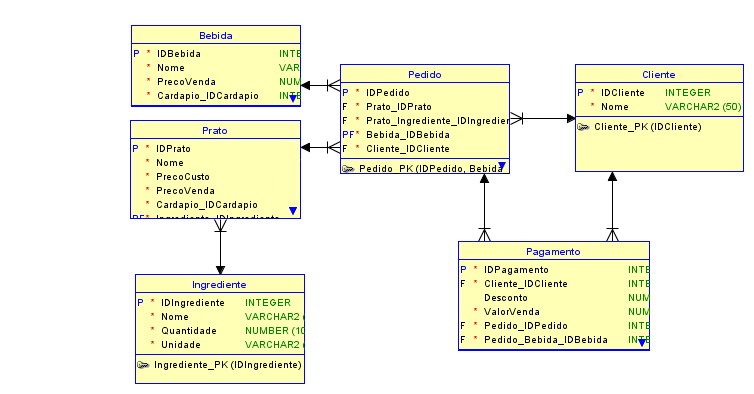 Bebida
P * IDBebida INTE
* Nome VAR
* PrecoVenda NUM
* Cardapio_IDCardapio INTE
Prato
P * IDPrato
* Nome
* PrecoCusto
* PrecoVenda
* Cardapio_IDCardapio
PF* Ingrediente_IDIngrediente
Ingrediente
P * IDIngrediente INTEGER
* Nome VARCHAR2 (
* Quantidade NUMBER (10
* Unidade VARCHAR2 (
Ingrediente_PK (IDIngrediente)
Pedido
P * IDPedido
F * Prato_IDPrato
F * Prato_Ingrediente_IDIngredien
PF* Bebida_IDBebida
F * Cliente_IDCliente
Pedido_PK (IDPedido, Bebida
Cliente
P * IDCliente INTEGER
* Nome VARCHAR2 (50)
Cliente_PK (IDCliente)
Pagamento
P * IDPagamento INTE
F * Cliente_IDCliente INTE
Desconto NUM
* ValorVenda NUM
F * Pedido_IDPedido INTE
F * Pedido_Bebida_IDBebida INTE